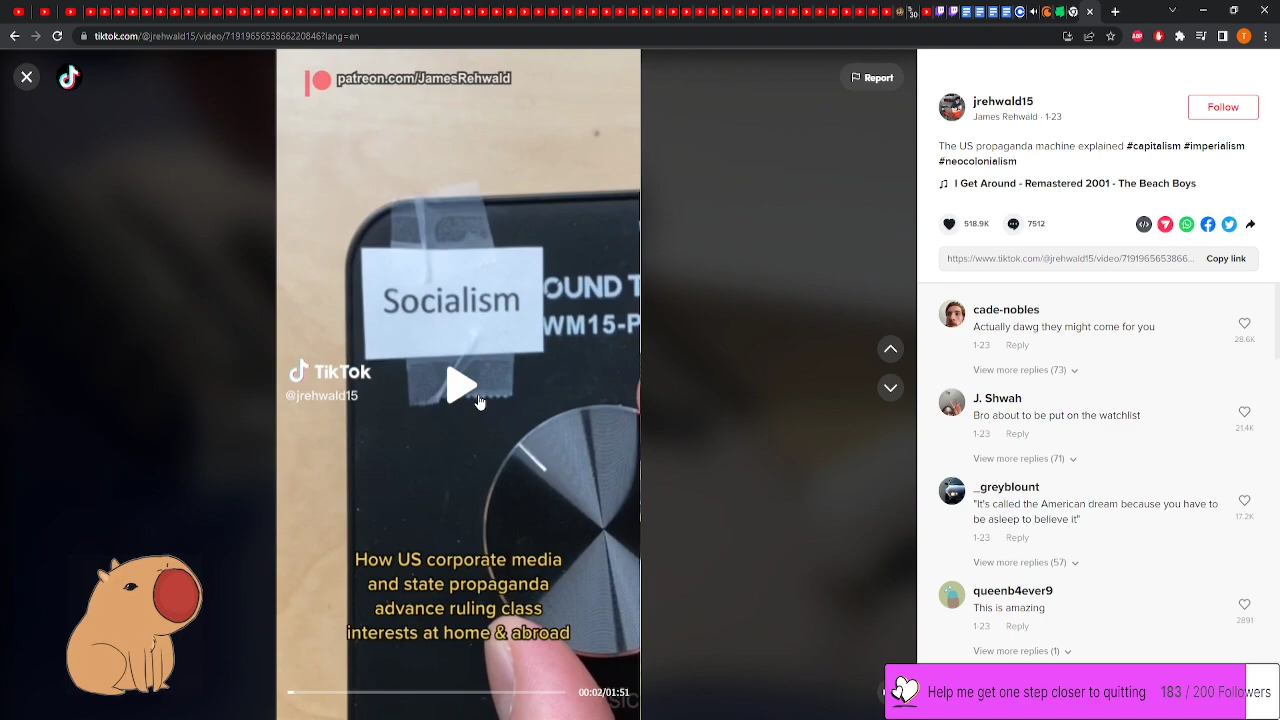 30
tiktok.com/@jrehwald15/video/7191965653866220846?lang=en
ABP
T
patreon.com/JamesRehwald
Report
Socialism
OUND T
WM15-P
TikTok
@jrehwald15
How US corporate media
and state propaganda
advance ruling class
interests at home & abroad
00:02/01:51
SIC
jrehwald15
James Rehwald · 1-23
Follow
The US propaganda machine explained #capitalism #imperialism
#neocolonialism
I Get Around - Remastered 2001 - The Beach Boys
518.9K
7512
https://www.tiktok.com/@jrehwald15/video/7191965653866...
Copy link
cade-nobles
Actually dawg they might come for you
1-23 Reply
28.6K
View more replies (73)
J. Shwah
Bro about to be put on the watchlist
1-23 Reply
21.4K
View more replies (71)
_greyblount
"It's called the American dream because you have to
be asleep to believe it"
1-23 Reply
17.2K
View more replies (57)
queenb4ever9
This is amazing
1-23 Reply
2891
View more replies (1)
Help me get one step closer to quitting 183 / 200 Followers